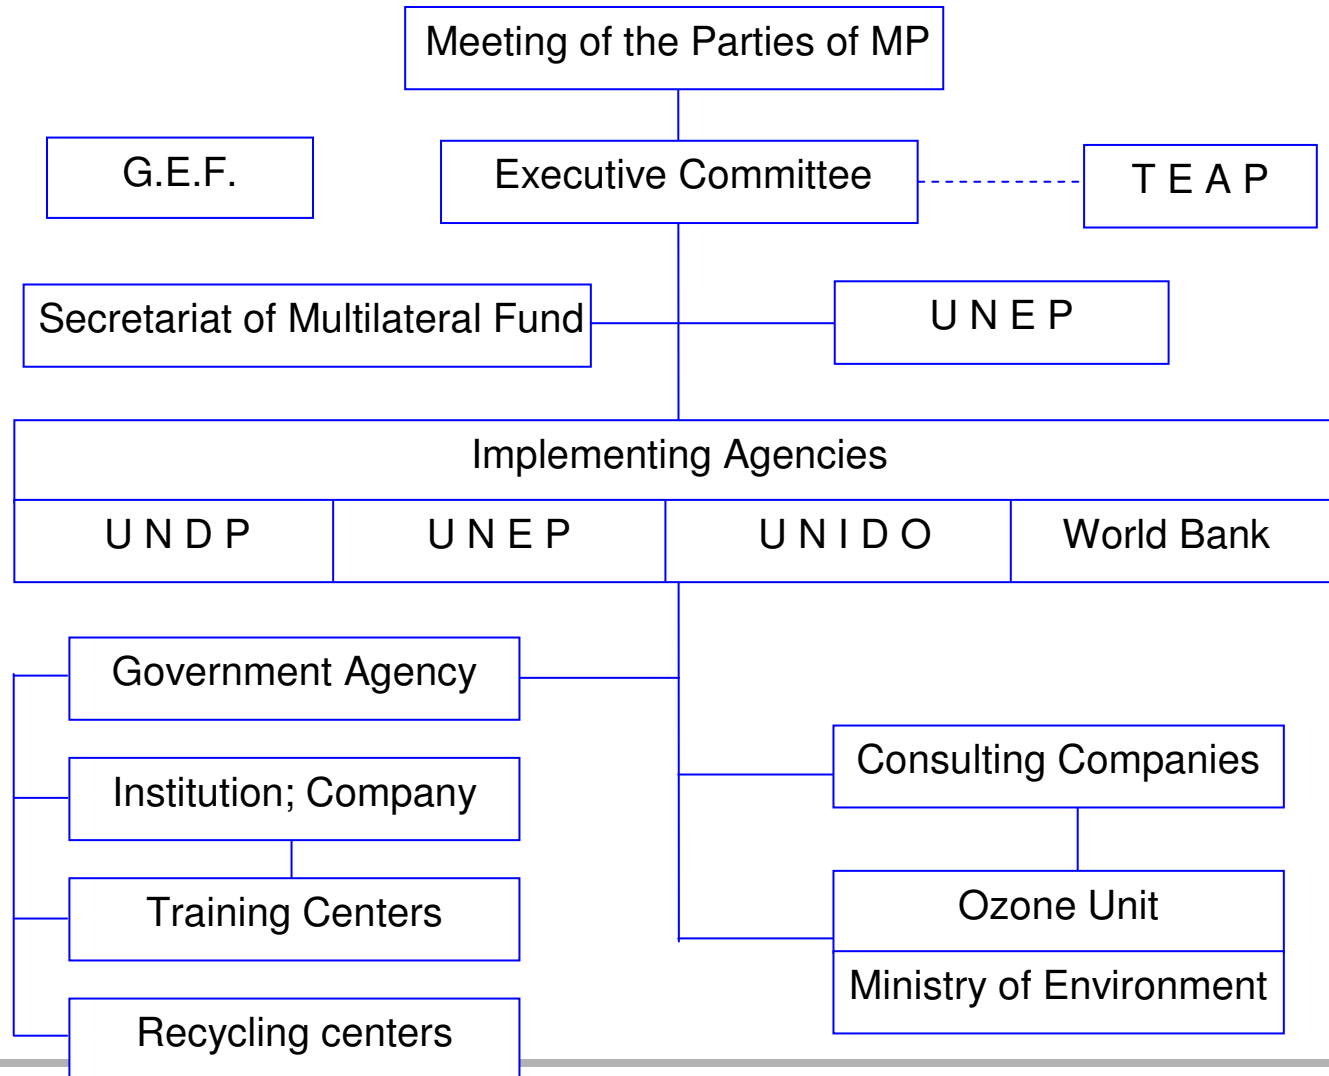 Meeting of the Parties of MP
G.E.F.
Executive Committee
T E A P
Secretariat of Multilateral Fund
U N E P
Implementing Agencies
U N D P
U N E P
U N I D O
World Bank
Government Agency
Institution; Company
Training Centers
Recycling centers
Consulting Companies
Ozone Unit
Ministry of Environment